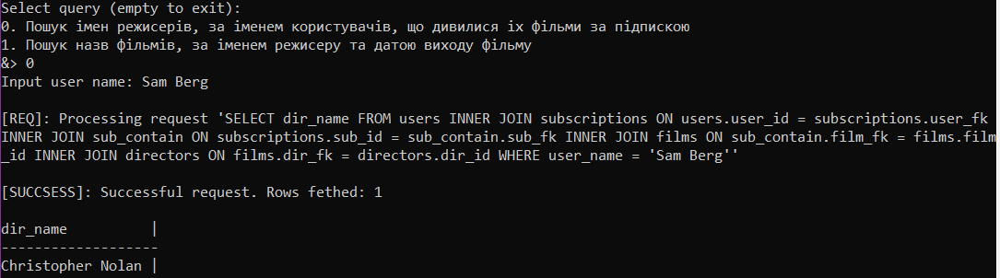 Select query (empty to exit):
0. Пошук імен режисерів, за іменем користувачів, що дивилися іх фільми за підпискою
1. Пошук назв фільмів, за іменем режисеру та датою виходу фільму
&> 0
Input user name: Sam Berg
[REQ]: Processing request 'SELECT dir_name FROM users INNER JOIN subscriptions ON users.user_id = subscriptions.user_fk
INNER JOIN sub_contain ON subscriptions.sub_id = sub_contain.sub_fk INNER JOIN films ON sub_contain.film_fk = films.film
_id INNER JOIN directors ON films.dir_fk = directors.dir_id WHERE user_name = 'Sam Berg''
[SUCCSESS]: Successful request. Rows fethed: 1
dir_name |
-------------------
Christopher Nolan |